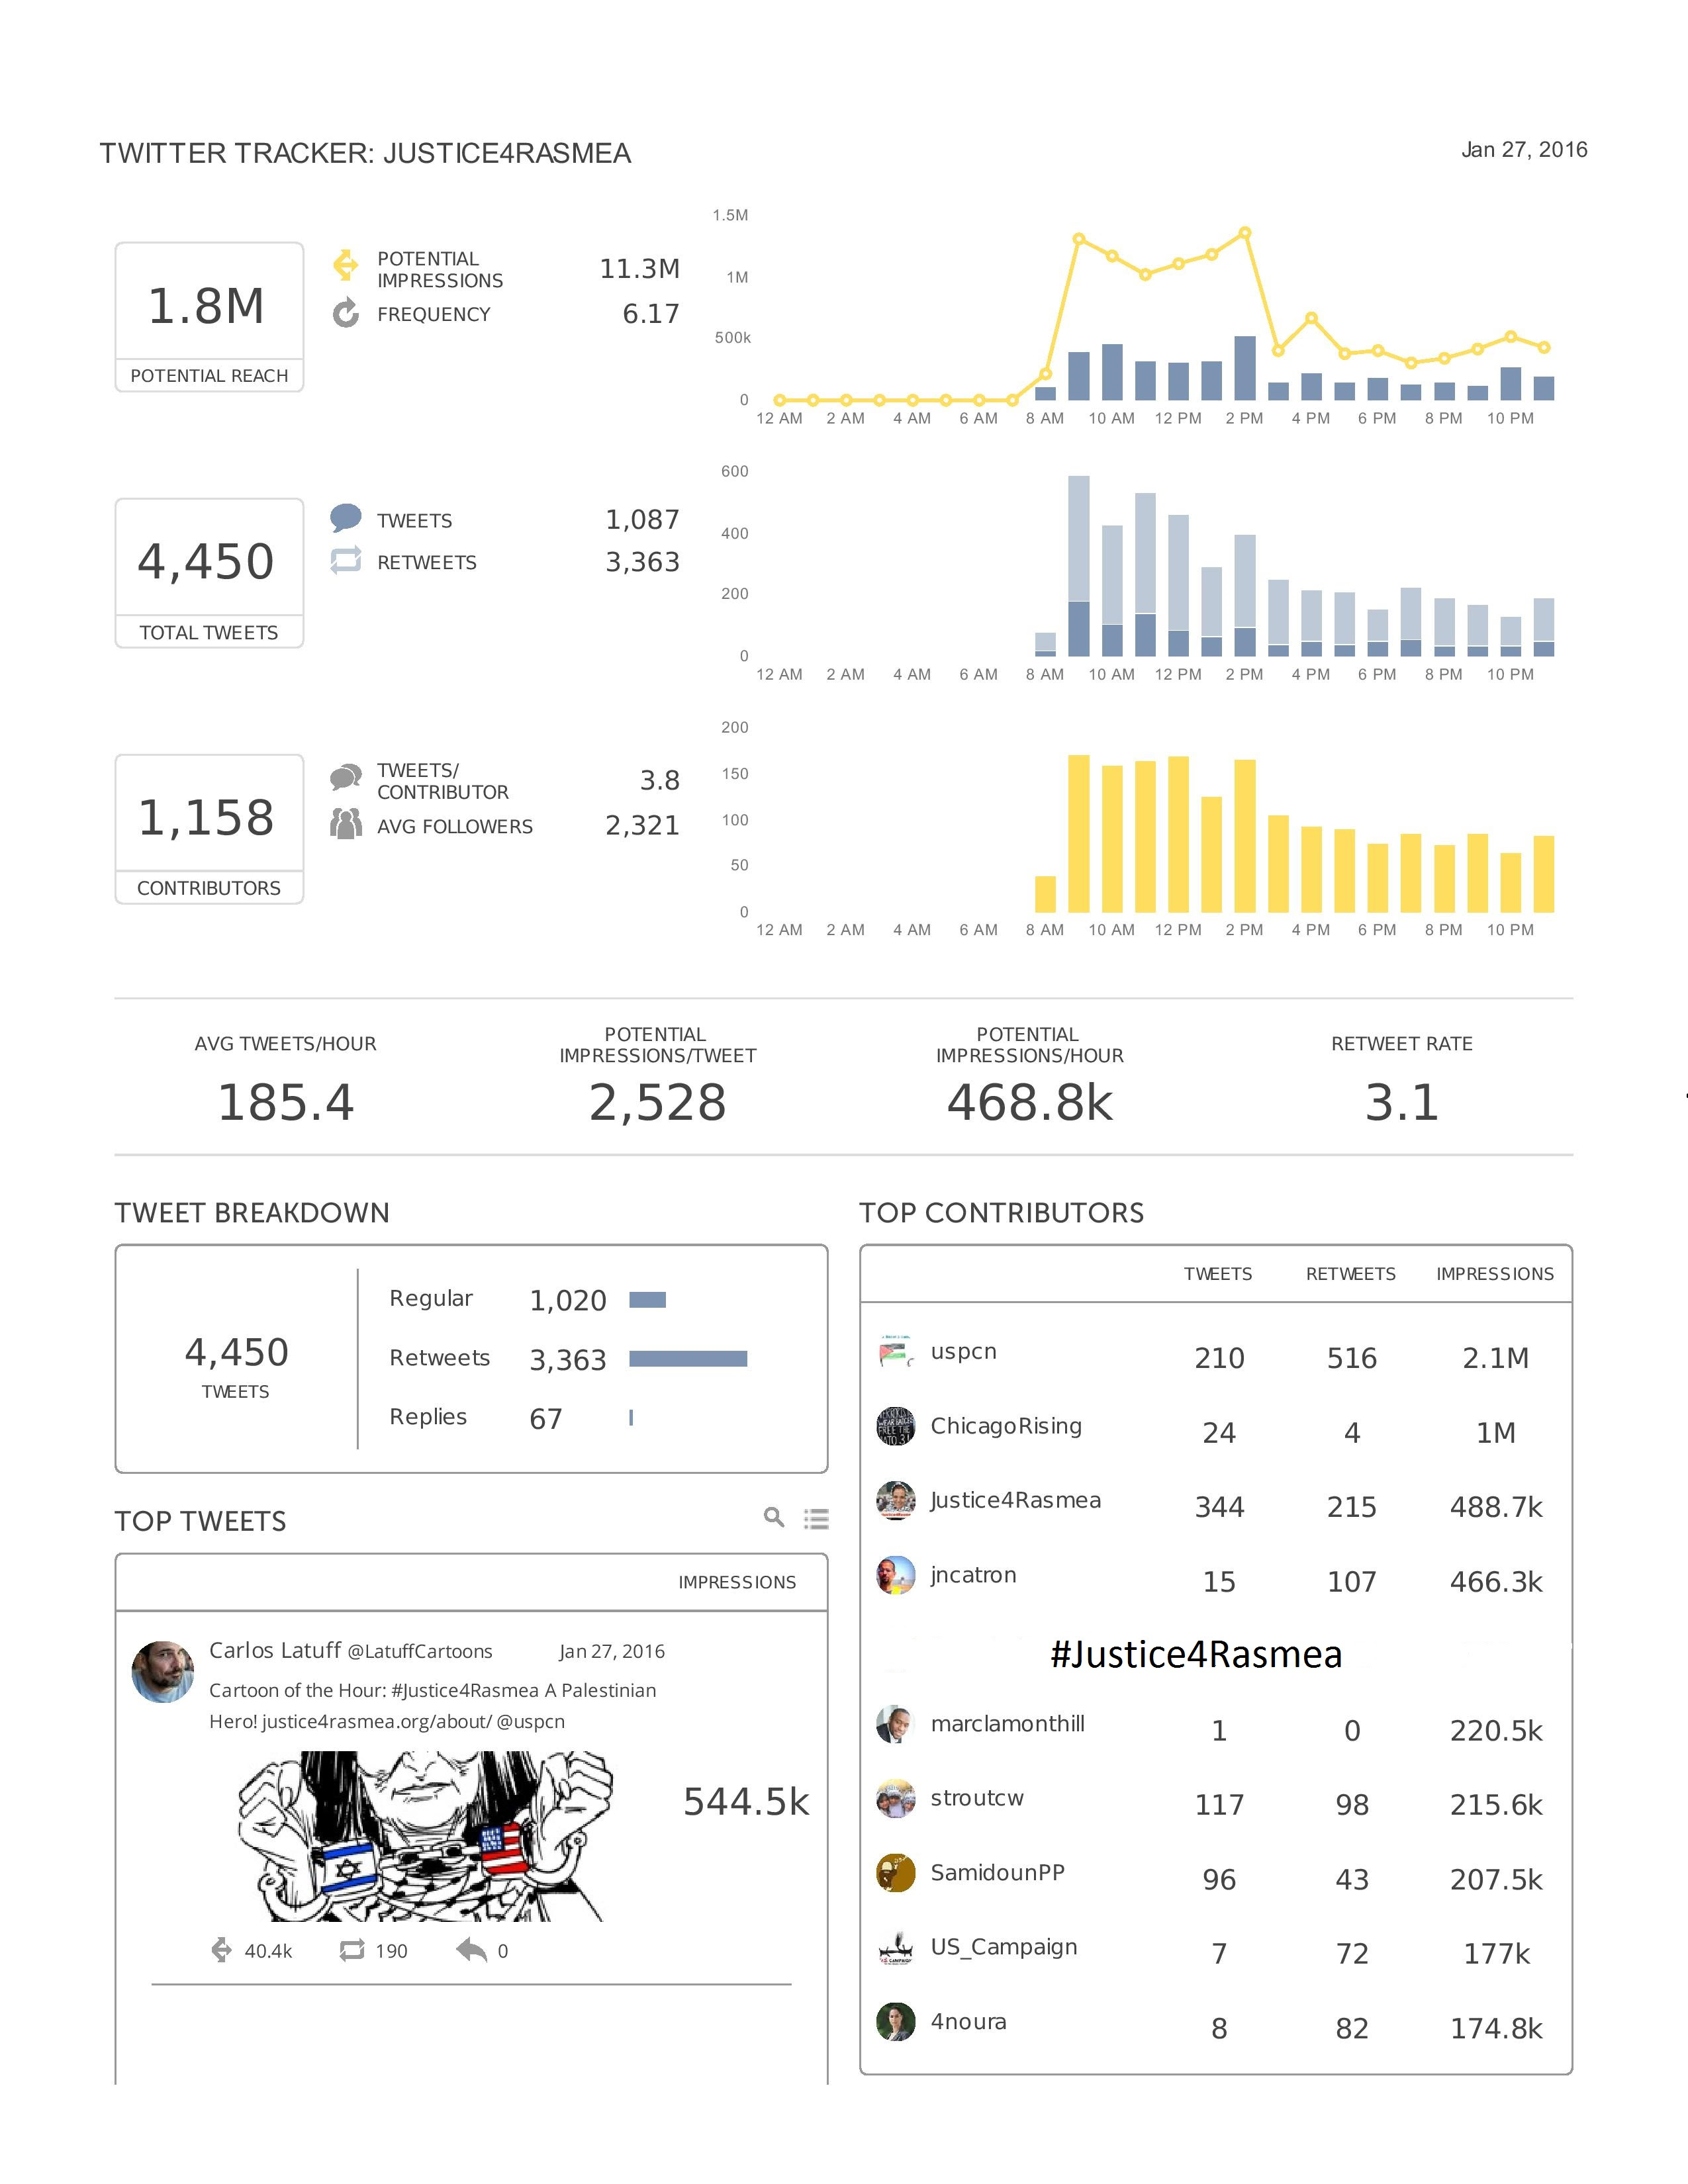 TWITTER TRACKER: JUSTICE4RASMEA
Jan 27, 2016
1.8M
POTENTIAL REACH
POTENTIAL
IMPRESSIONS
11.3M
FREQUENCY
6.17
1.5M
1M
500k
0
12 AM 2 AM 4 AM 6 AM 8 AM 10 AM 12 PM 2 PM 4 PM 6 PM 8 PM 10 PM
4,450
TOTAL TWEETS
TWEETS
1,087
RETWEETS
3,363
600
400
200
0
12 AM 2 AM 4 AM 6 AM 8 AM 10 AM 12 PM 2 PM 4 PM 6 PM 8 PM 10 PM
1,158
CONTRIBUTORS
TWEETS/
CONTRIBUTOR
3.8
AVG FOLLOWERS
2,321
200
150
100
50
0
12 AM 2 AM 4 AM 6 AM 8 AM 10 AM 12 PM 2 PM 4 PM 6 PM 8 PM 10 PM
AVG TWEETS/HOUR
185.4
POTENTIAL
IMPRESSIONS/TWEET
2,528
POTENTIAL
IMPRESSIONS/HOUR
468.8k
RETWEET RATE
3.1
TWEET BREAKDOWN
4,450
TWEETS
Regular 1,020
Retweets 3,363
Replies 67
TOP TWEETS
IMPRESSIONS
Carlos Latuff @LatuffCartoons Jan 27, 2016
Cartoon of the Hour: #Justice4Rasmea A Palestinian
Hero! justice4rasmea.org/about/ @uspcn
544.5k
40.4k 190 0
TOP CONTRIBUTORS
TWEETS RETWEETS IMPRESSIONS
uspcn 210 516 2.1M
ChicagoRising 24 4 1M
Justice4Rasmea 344 215 488.7k
jncatron 15 107 466.3k
#Justice4Rasmea
marclamonthill 1 0 220.5k
stroutcw 117 98 215.6k
SamidounPP 96 43 207.5k
US_Campaign 7 72 177k
4noura 8 82 174.8k